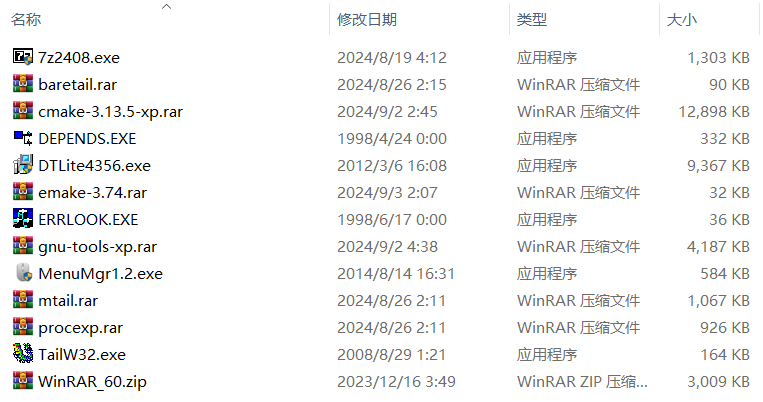 名称 修改日期 类型 大小
7z2408.exe 2024/8/19 4:12 应用程序 1,303 KB
baretail.rar 2024/8/26 2:15 WinRAR 压缩文件 90 KB
cmake-3.13.5-xp.rar 2024/9/2 2:45 WinRAR 压缩文件 12,898 KB
DEPENDS.EXE 1998/4/24 0:00 应用程序 332 KB
DTLite4356.exe 2012/3/6 16:08 应用程序 9,367 KB
emake-3.74.rar 2024/9/3 2:07 WinRAR 压缩文件 32 KB
ERRLOOK.EXE 1998/6/17 0:00 应用程序 36 KB
gnu-tools-xp.rar 2024/9/2 4:38 WinRAR 压缩文件 4,187 KB
MenuMgr1.2.exe 2014/8/14 16:31 应用程序 584 KB
mtail.rar 2024/8/26 2:11 WinRAR 压缩文件 1,067 KB
procexp.rar 2024/8/26 2:11 WinRAR 压缩文件 926 KB
TailW32.exe 2008/8/29 1:21 应用程序 164 KB
WinRAR_60.zip 2023/12/16 3:49 WinRAR ZIP 压缩... 3,009 KB